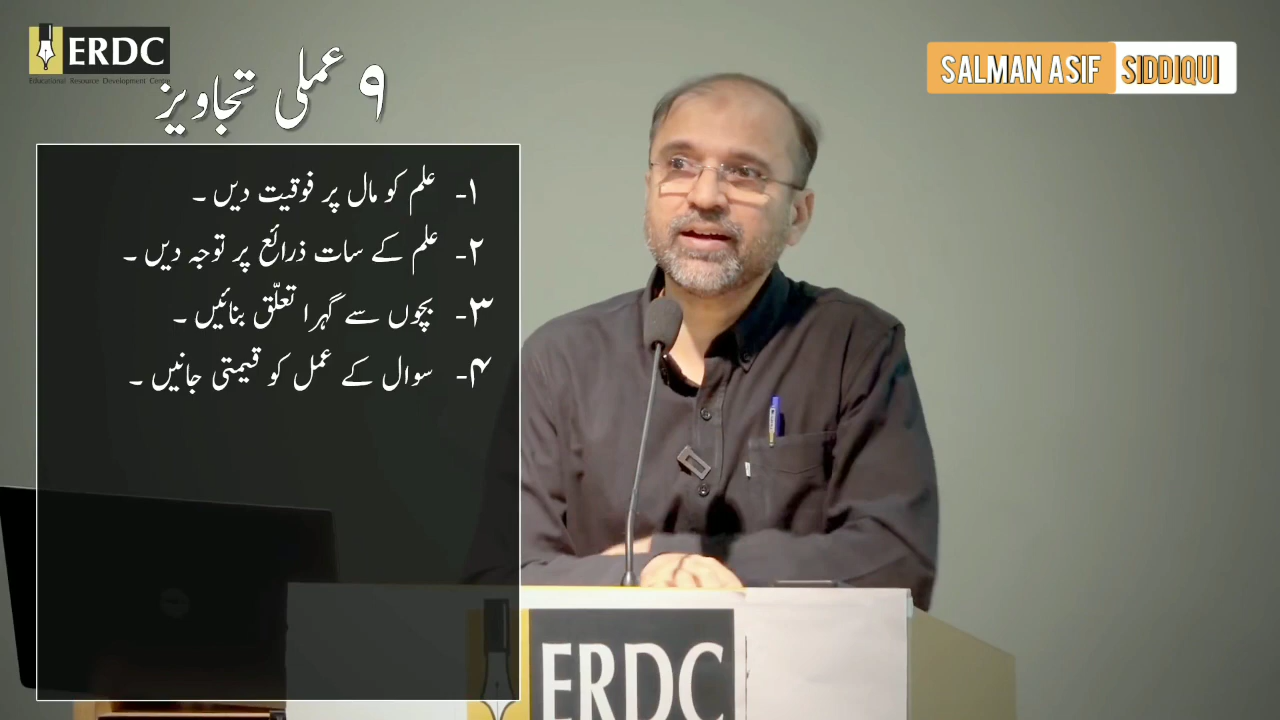 ERDC
Educational Resource Development Centre
SALMAN ASIF SIDDIQUI
۹ عملی تجاویز
۱- علم کو مال پر فوقیت دیں ۔
۲- علم کے سات ذرائع پر توجہ دیں ۔
۳- بچوں سے گہرا تعلّق بنائیں ۔
۴- سوال کے عمل کو قیمتی جانیں ۔
ERDC